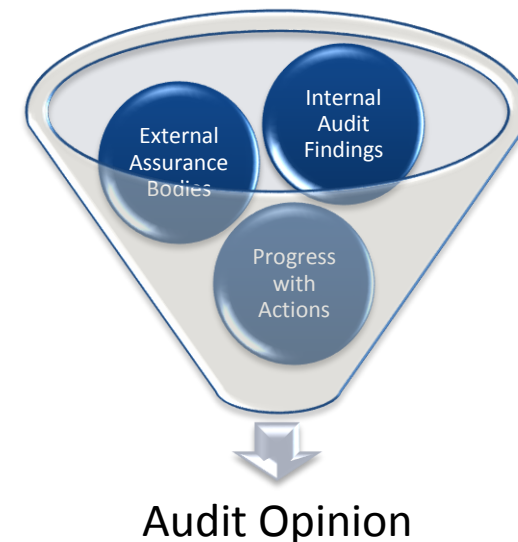 External
Assurance
Bodies
Internal
Audit
Findings
Progress
with
Actions
Audit Opinion